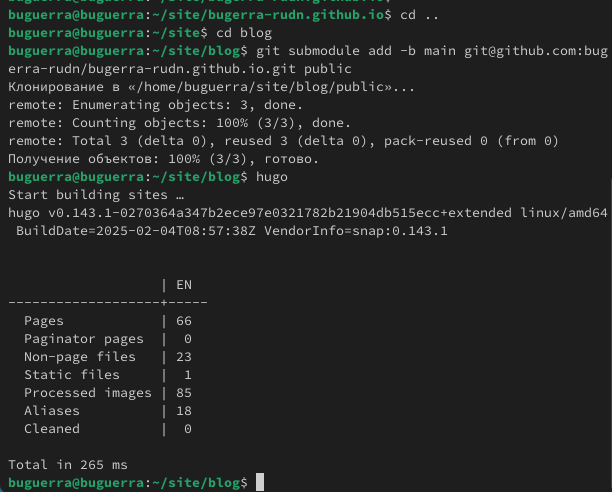 buguerra@buguerra:~/site/bugerra-rudn.github.io$ cd ..
buguerra@buguerra:~/site$ cd blog
buguerra@buguerra:~/site/blog$ git submodule add -b main git@github.com:bug
erra-rudn/bugerra-rudn.github.io.git public
Клонирование в «/home/buguerra/site/blog/public»...
remote: Enumerating objects: 3, done.
remote: Counting objects: 100% (3/3), done.
remote: Total 3 (delta 0), reused 3 (delta 0), pack-reused 0 (from 0)
Получение объектов: 100% (3/3), готово.
buguerra@buguerra:~/site/blog$ hugo
Start building sites …
hugo v0.143.1-0270364a347b2ece97e0321782b21904db515ecc+extended linux/amd64
 BuildDate=2025-02-04T08:57:38Z VendorInfo=snap:0.143.1
                   | EN
-------------------+-----
  Pages            | 66
  Paginator pages  |  0
  Non-page files   | 23
  Static files     |  1
  Processed images | 85
  Aliases          | 18
  Cleaned          |  0
Total in 265 ms
buguerra@buguerra:~/site/blog$